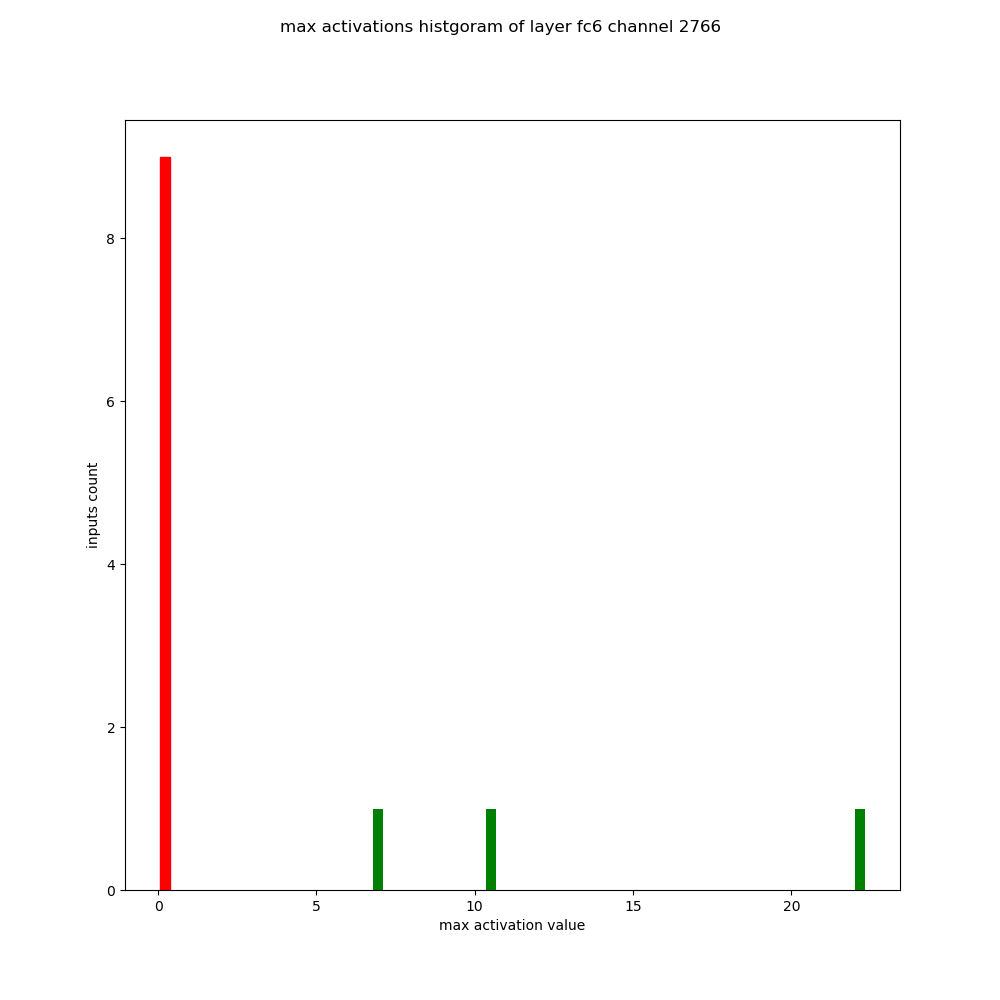 max activations histgoram of layer fc6 channel 2766
8
6
4
2
0
inputs count
0 5 10 15 20
max activation value